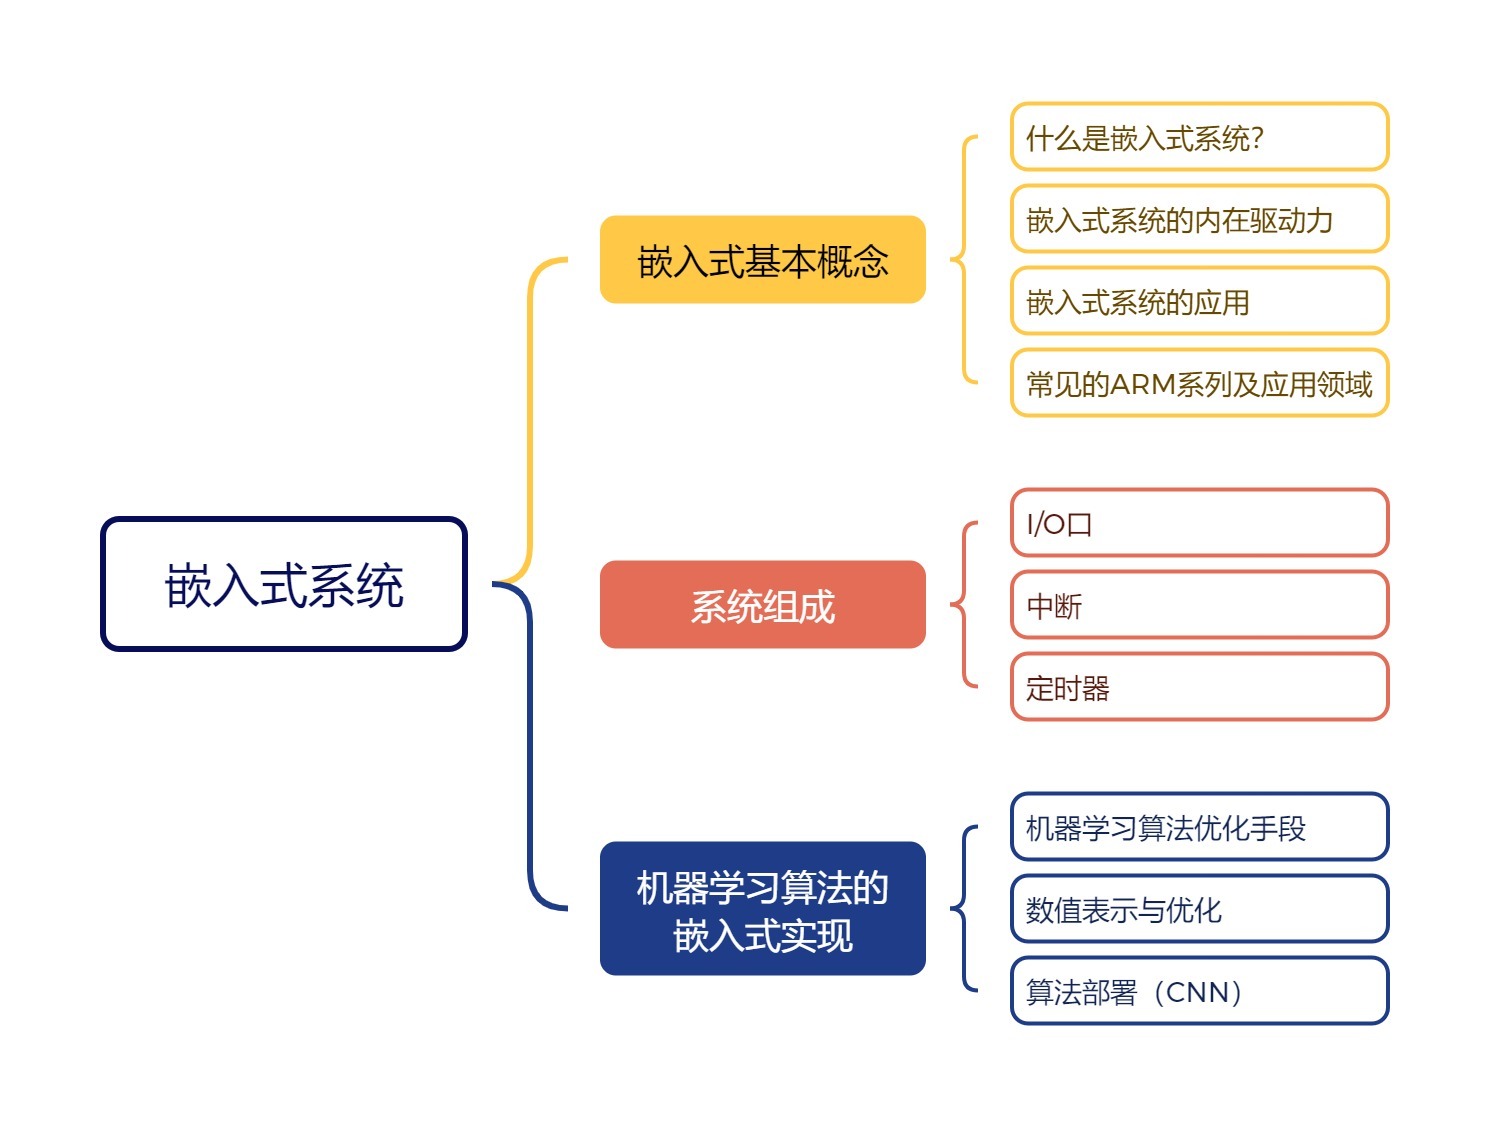 嵌入式系统
嵌入式基本概念
什么是嵌入式系统?
嵌入式系统的内在驱动力
嵌入式系统的应用
常见的ARM系列及应用领域
系统组成
I/O口
中断
定时器
机器学习算法的
嵌入式实现
机器学习算法优化手段
数值表示与优化
算法部署（CNN）